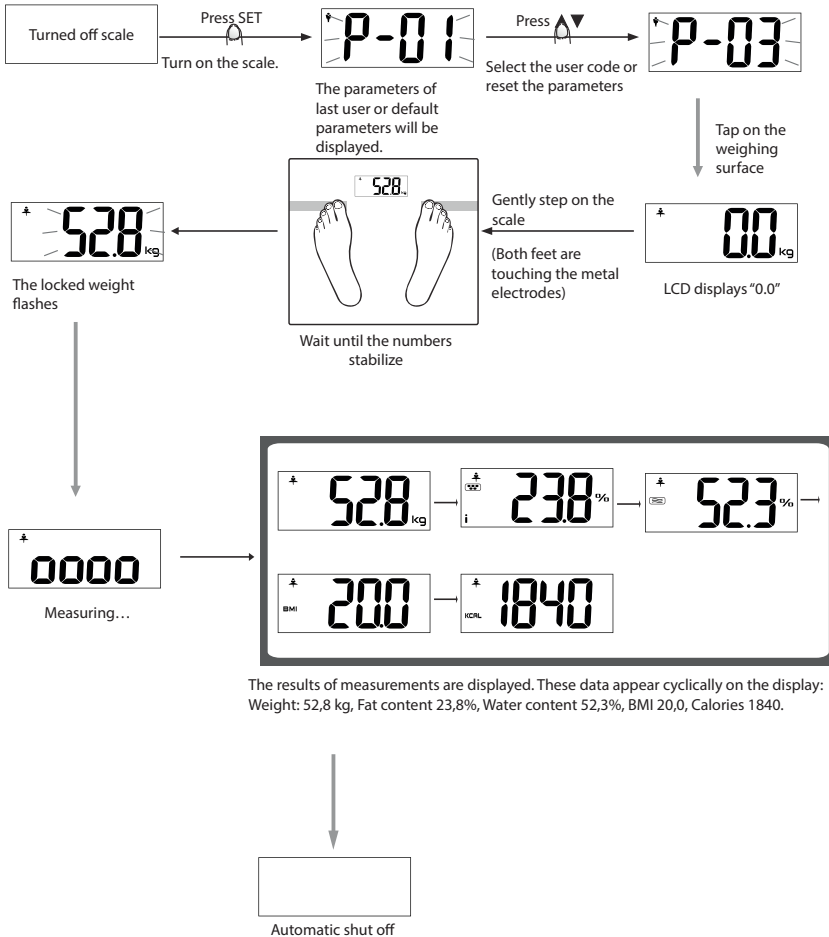 Turned off scale
Press SET
Turn on the scale.
P-01
The parameters of
last user or default
parameters will be
displayed.
Press ▲▼
Select the user code or
reset the parameters
P-03
Tap on the
weighing
surface
0.0 kg
LCD displays “0.0”
Gently step on the
scale
(Both feet are
touching the metal
electrodes)
52.8 kg
Wait until the numbers
stabilize
52.8 kg
The locked weight
flashes
oooo
Measuring…
52.8 kg
i 23.8 %
52.3 %
BMI 20.0
KCAL 1840
The results of measurements are displayed. These data appear cyclically on the display:
Weight: 52,8 kg, Fat content 23,8%, Water content 52,3%, BMI 20,0, Calories 1840.
Automatic shut off